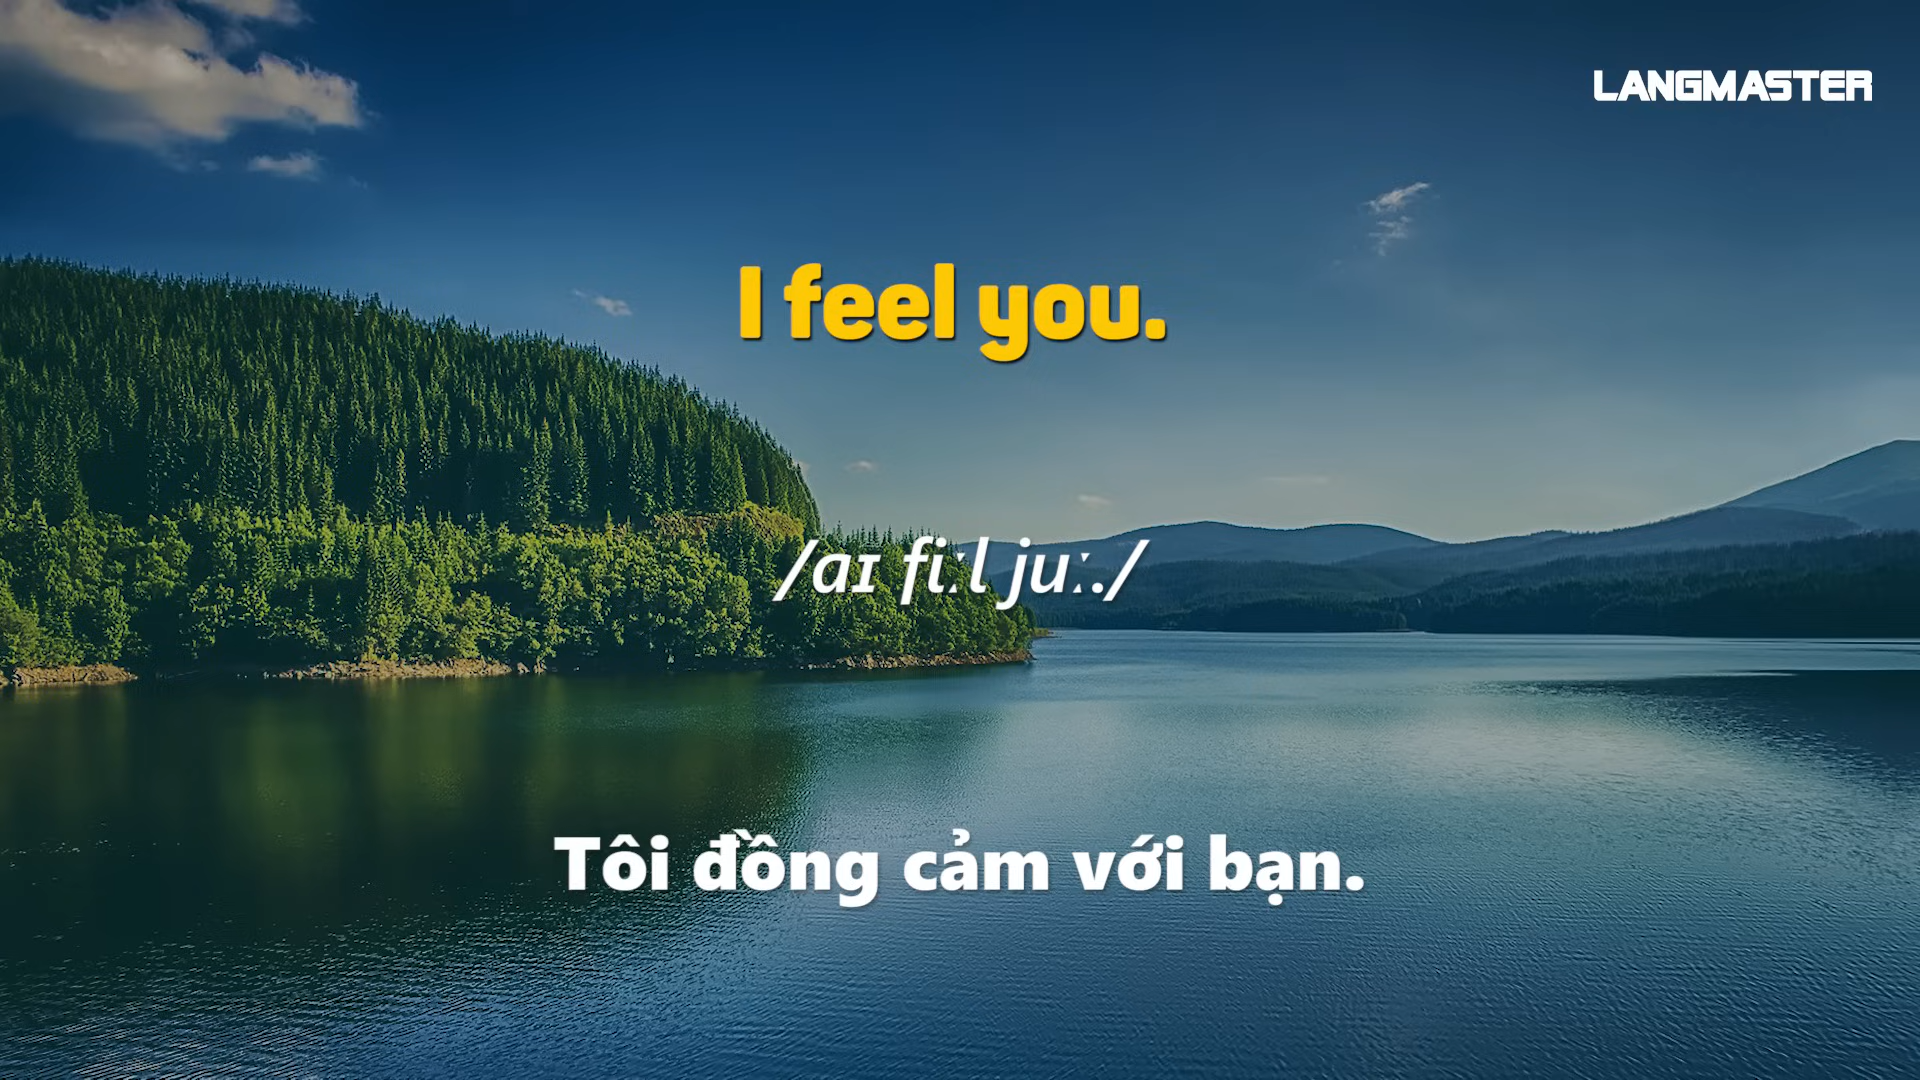 LANGMASTER
I feel you.
/aɪ fiːl juː./
Tôi đồng cảm với bạn.